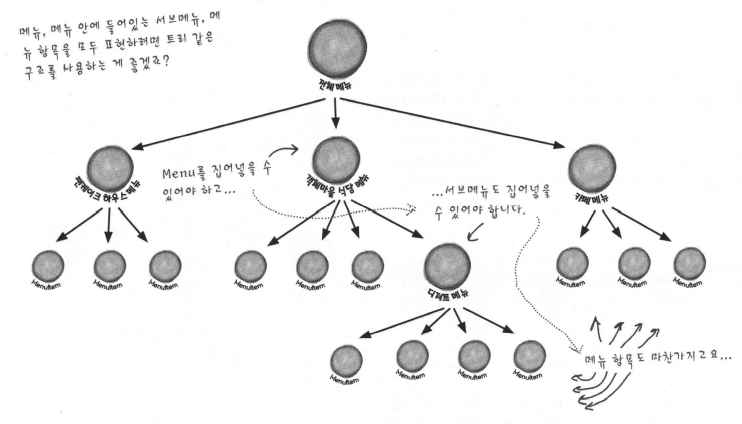 메뉴, 메뉴 안에 들어있는 서브메뉴, 메
뉴 항목을 모두 표현하려면 트리 같은
구조를 사용하는 게 좋겠죠?
전체 메뉴
팬케이크 하우스 메뉴
Menu를 집어넣을 수
있어야 하고...
객체마을 식당 메뉴
...서브메뉴도 집어넣을
수 있어야 합니다.
카페 메뉴
MenuItem
MenuItem
MenuItem
MenuItem
MenuItem
MenuItem
디저트 메뉴
MenuItem
MenuItem
MenuItem
메뉴 항목도 마찬가지고요...
MenuItem
MenuItem
MenuItem
MenuItem